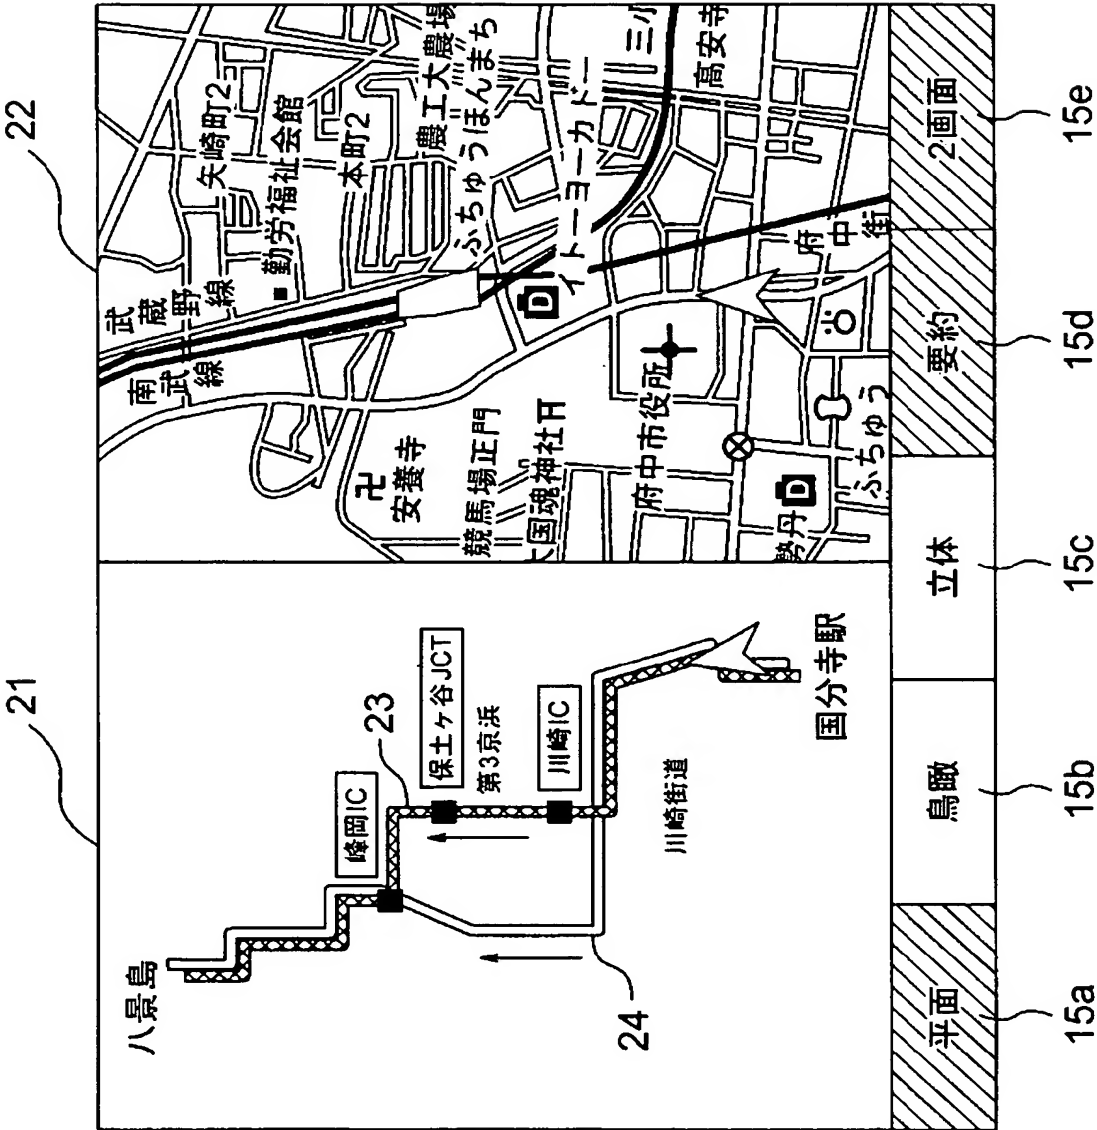 21
22
八景島
峰岡IC
保土ヶ谷JCT
23
第3京浜
川崎IC
24
川崎街道
国分寺駅
武蔵野線
南武線
矢崎町2
勤労福祉会館
本町2
農工大農場
ふちゅうほんまち
イトーヨーカドー
三小
高安寺
卍
安養寺
競馬場正門
大国魂神社
府中市役所
D
D
勢丹
ふちゅう
府中街
平面
鳥瞰
立体
要約
2画面
15a
15b
15c
15d
15e